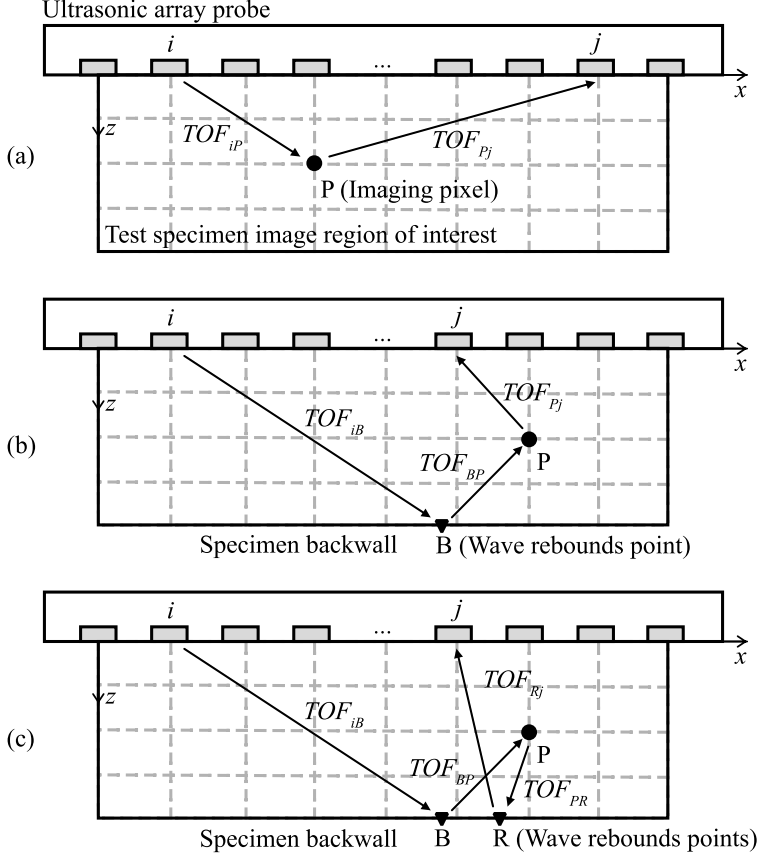 Ultrasonic array probe
i
j
...
x
z
TOF_iP
TOF_Pj
(a)
P (Imaging pixel)
Test specimen image region of interest
i
j
...
x
z
TOF_Pj
TOF_iB
(b)
TOF_BP
P
Specimen backwall
B (Wave rebounds point)
i
j
...
x
z
TOF_Rj
TOF_iB
(c)
P
TOF_BP
TOF_PR
Specimen backwall
B
R (Wave rebounds points)